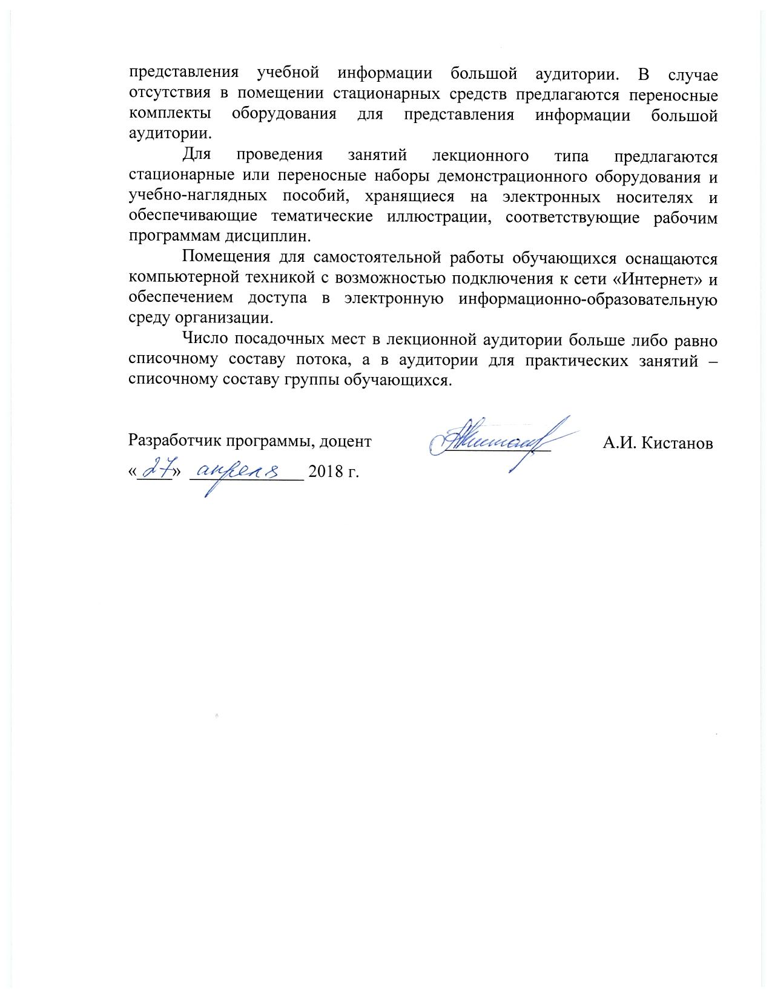 представления учебной информации большой аудитории. В случае
отсутствия в помещении стационарных средств предлагаются переносные
комплекты оборудования для представления информации большой
аудитории.
Для проведения занятий лекционного типа предлагаются
стационарные или переносные наборы демонстрационного оборудования и
учебно-наглядных пособий, хранящиеся на электронных носителях и
обеспечивающие тематические иллюстрации, соответствующие рабочим
программам дисциплин.
Помещения для самостоятельной работы обучающихся оснащаются
компьютерной техникой с возможностью подключения к сети «Интернет» и
обеспечением доступа в электронную информационно-образовательную
среду организации.
Число посадочных мест в лекционной аудитории больше либо равно
списочному составу потока, а в аудитории для практических занятий –
списочному составу группы обучающихся.
Разработчик программы, доцент А.И. Кистанов
«27» апреля 2018 г.